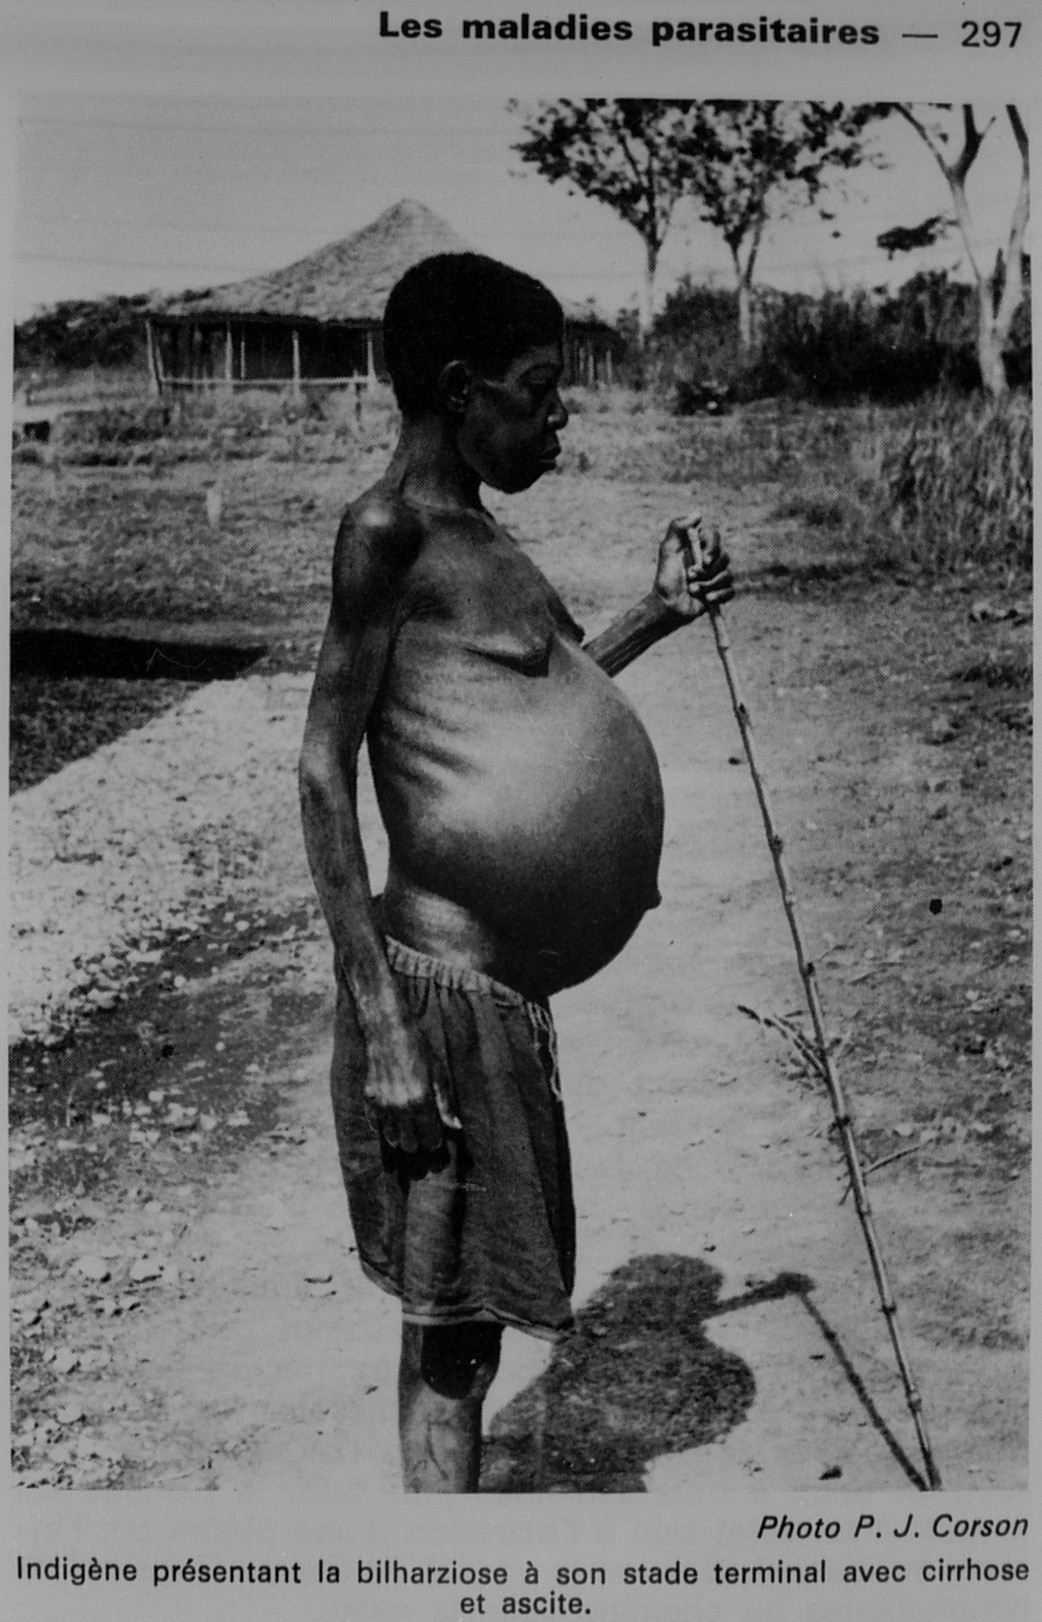 Les maladies parasitaires — 297
Photo P. J. Corson
Indigène présentant la bilharziose à son stade terminal avec cirrhose
et ascite.